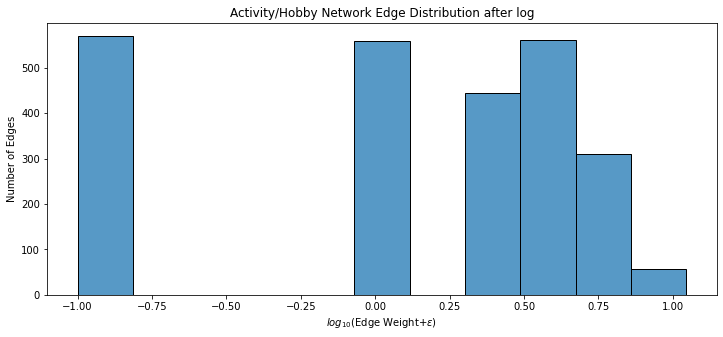 Activity/Hobby Network Edge Distribution after log
Number of Edges
500
400
300
200
100
0
−1.00 −0.75 −0.50 −0.25 0.00 0.25 0.50 0.75 1.00
log₁₀(Edge Weight+ε)